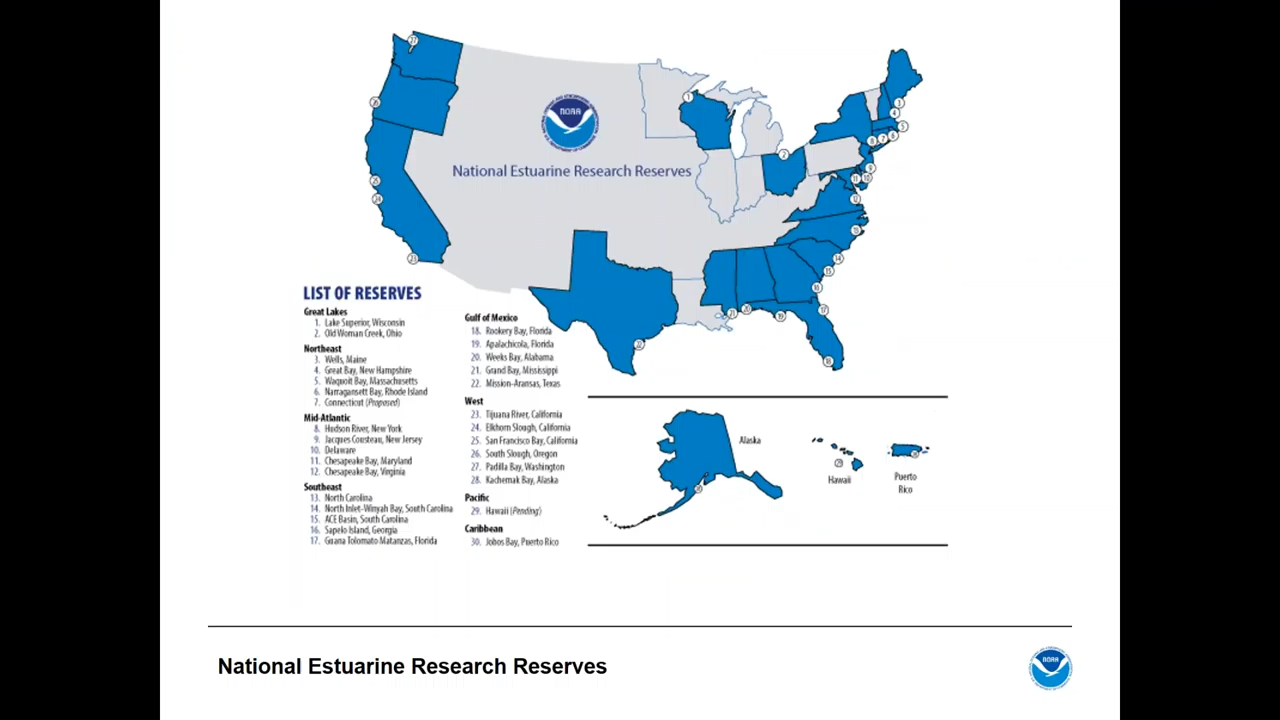 NOAA
National Estuarine Research Reserves
LIST OF RESERVES
Great Lakes
1. Lake Superior, Wisconsin
2. Old Woman Creek, Ohio
Northeast
3. Wells, Maine
4. Great Bay, New Hampshire
5. Waquoit Bay, Massachusetts
6. Narragansett Bay, Rhode Island
7. Connecticut (Proposed)
Mid-Atlantic
8. Hudson River, New York
9. Jacques Cousteau, New Jersey
10. Delaware
11. Chesapeake Bay, Maryland
12. Chesapeake Bay, Virginia
Southeast
13. North Carolina
14. North Inlet-Winyah Bay, South Carolina
15. ACE Basin, South Carolina
16. Sapelo Island, Georgia
17. Guana Tolomato Matanzas, Florida
Gulf of Mexico
18. Rookery Bay, Florida
19. Apalachicola, Florida
20. Weeks Bay, Alabama
21. Grand Bay, Mississippi
22. Mission-Aransas, Texas
West
23. Tijuana River, California
24. Elkhorn Slough, California
25. San Francisco Bay, California
26. South Slough, Oregon
27. Padilla Bay, Washington
28. Kachemak Bay, Alaska
Pacific
29. Hawaii (Pending)
Caribbean
30. Jobos Bay, Puerto Rico
Alaska
Hawaii
Puerto
Rico
National Estuarine Research Reserves
NOAA